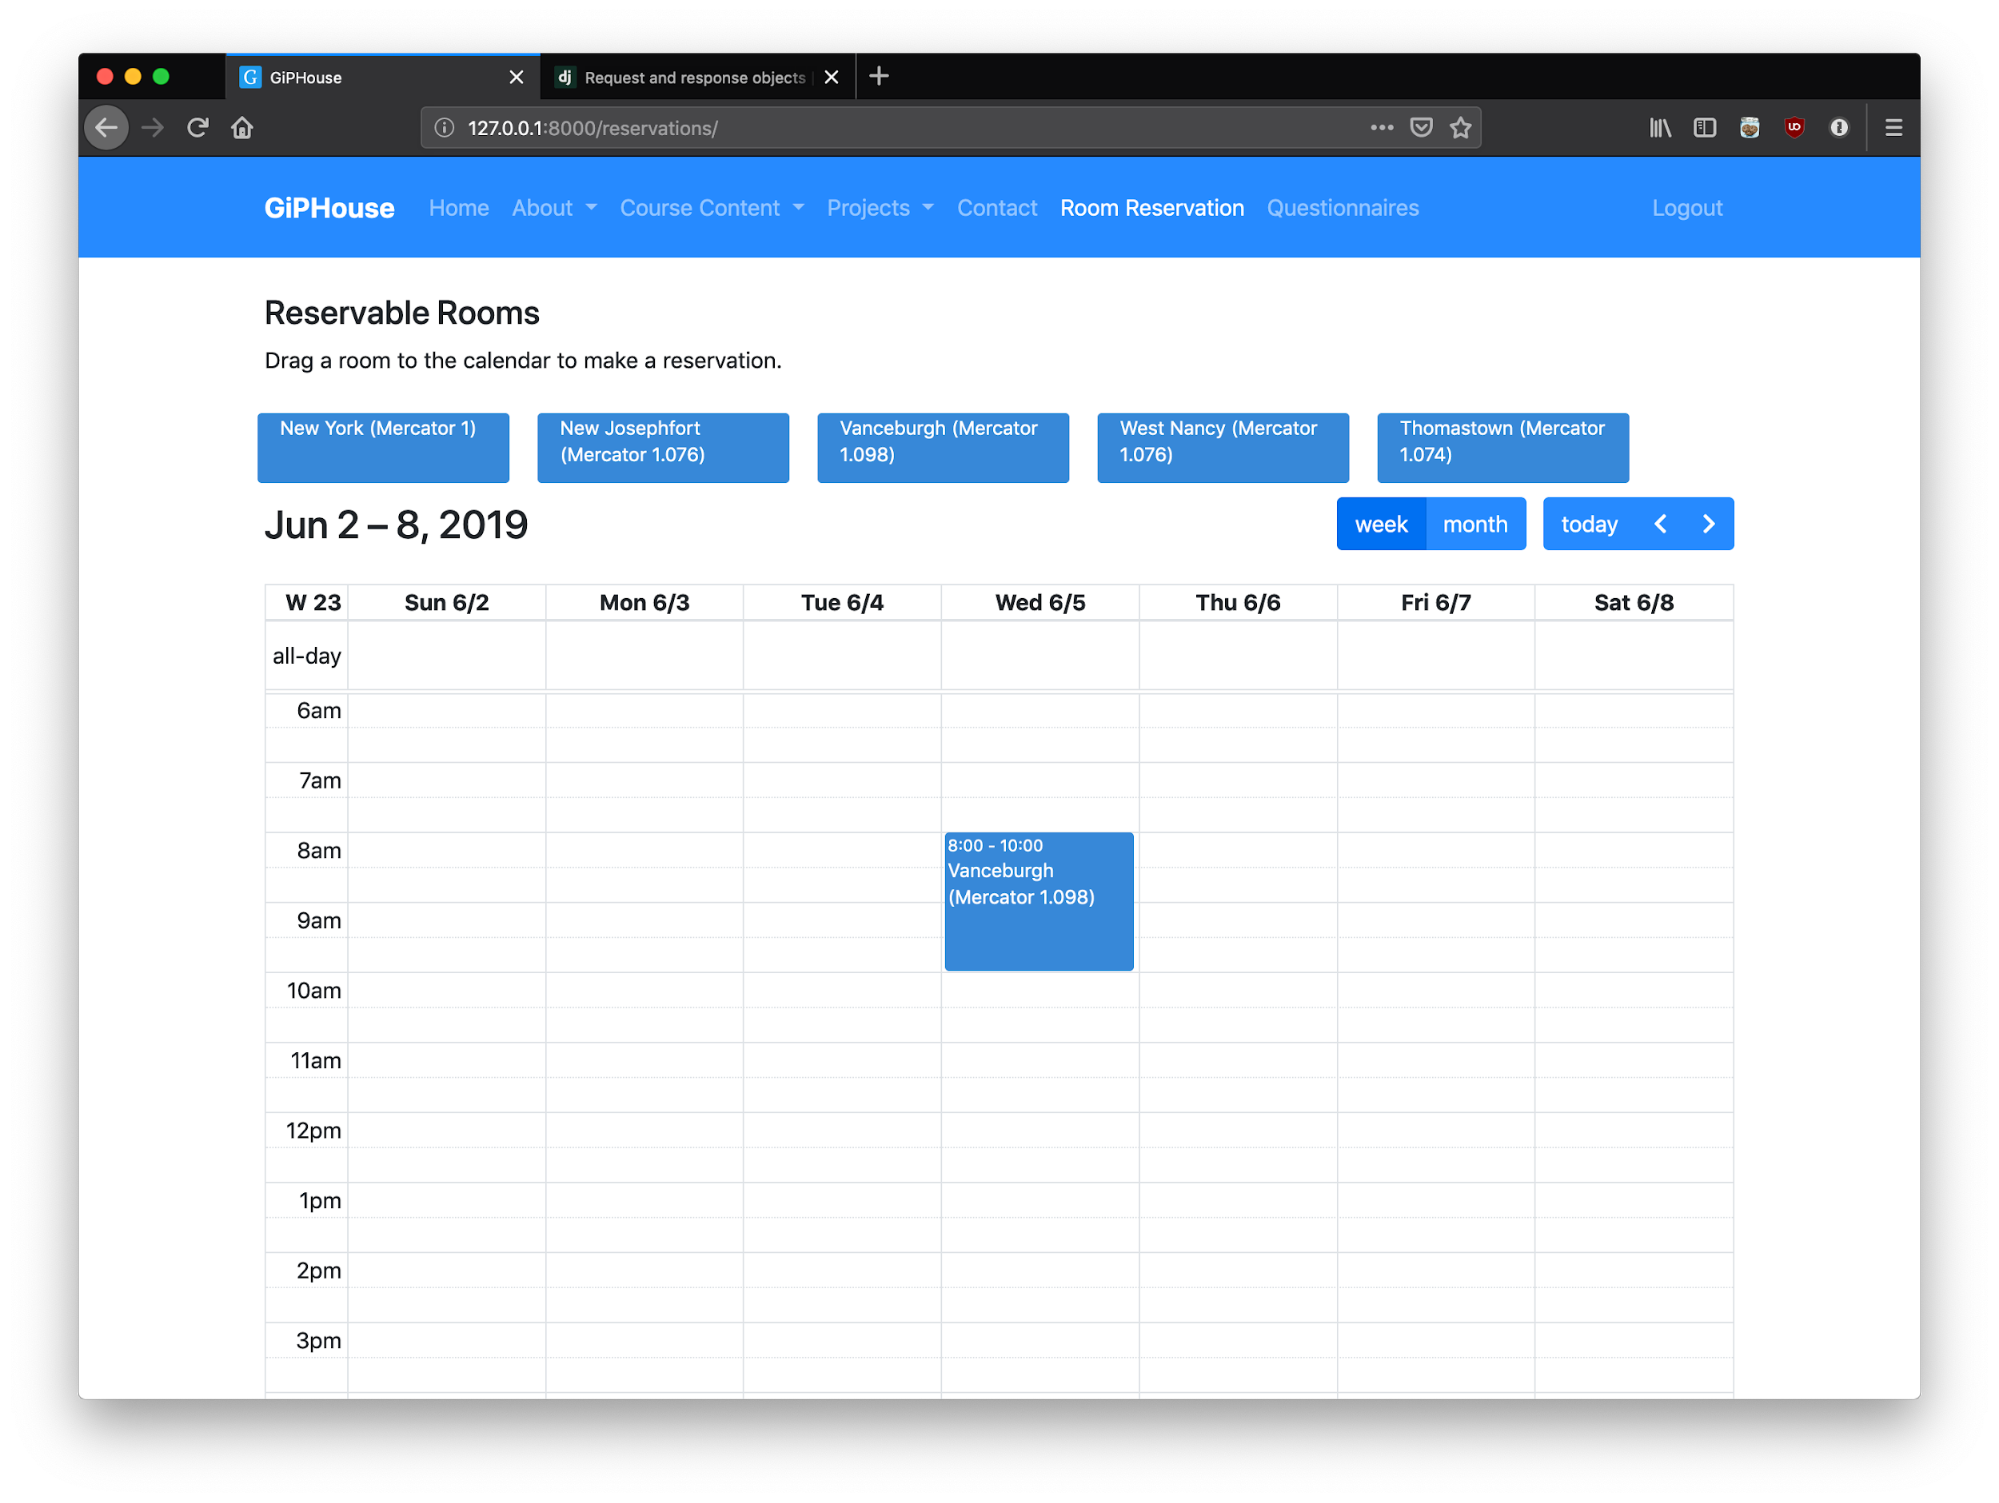 GiPHouse
Request and response objects
127.0.0.1:8000/reservations/
GiPHouse Home About Course Content Projects Contact Room Reservation Questionnaires Logout
Reservable Rooms
Drag a room to the calendar to make a reservation.
New York (Mercator 1)
New Josephfort
(Mercator 1.076)
Vanceburgh (Mercator
1.098)
West Nancy (Mercator
1.076)
Thomastown (Mercator
1.074)
Jun 2 – 8, 2019
week month today
W 23 Sun 6/2 Mon 6/3 Tue 6/4 Wed 6/5 Thu 6/6 Fri 6/7 Sat 6/8
all-day
6am
7am
8am
8:00 - 10:00
Vanceburgh
(Mercator 1.098)
9am
10am
11am
12pm
1pm
2pm
3pm